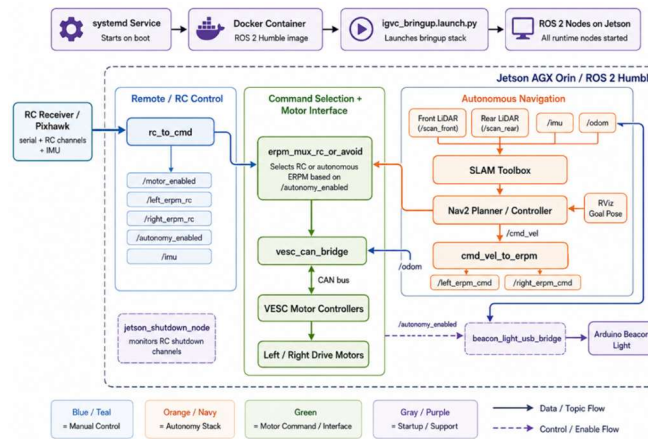 systemd Service
Starts on boot
Docker Container
ROS 2 Humble image
igvc_bringup.launch.py
Launches bringup stack
ROS 2 Nodes on Jetson
All runtime nodes started
Jetson AGX Orin / ROS 2 Humbl
RC Receiver /
Pixhawk
serial + RC channels
+ IMU
Remote / RC Control
rc_to_cmd
/motor_enabled
/left_erpm_rc
/right_erpm_rc
/autonomy_enabled
/imu
jetson_shutdown_node
monitors RC shutdown
channels
Command Selection +
Motor Interface
erpm_mux_rc_or_avoid
Selects RC or autonomous
ERPM based on
/autonomy_enabled
vesc_can_bridge
CAN bus
VESC Motor Controllers
Left / Right Drive Motors
Autonomous Navigation
Front LiDAR
(/scan_front)
Rear LiDAR
(/scan_rear)
/imu
/odom
SLAM Toolbox
Nav2 Planner / Controller
RViz
Goal Pose
/cmd_vel
cmd_vel_to_erpm
/odom
/left_erpm_cmd
/right_erpm_cmd
/autonomy_enabled
beacon_light_usb_bridge
Arduino Beacon
Light
Blue / Teal
= Manual Control
Orange / Navy
= Autonomy Stack
Green
= Motor Command / Interface
Gray / Purple
= Startup / Support
Data / Topic Flow
Control / Enable Flow